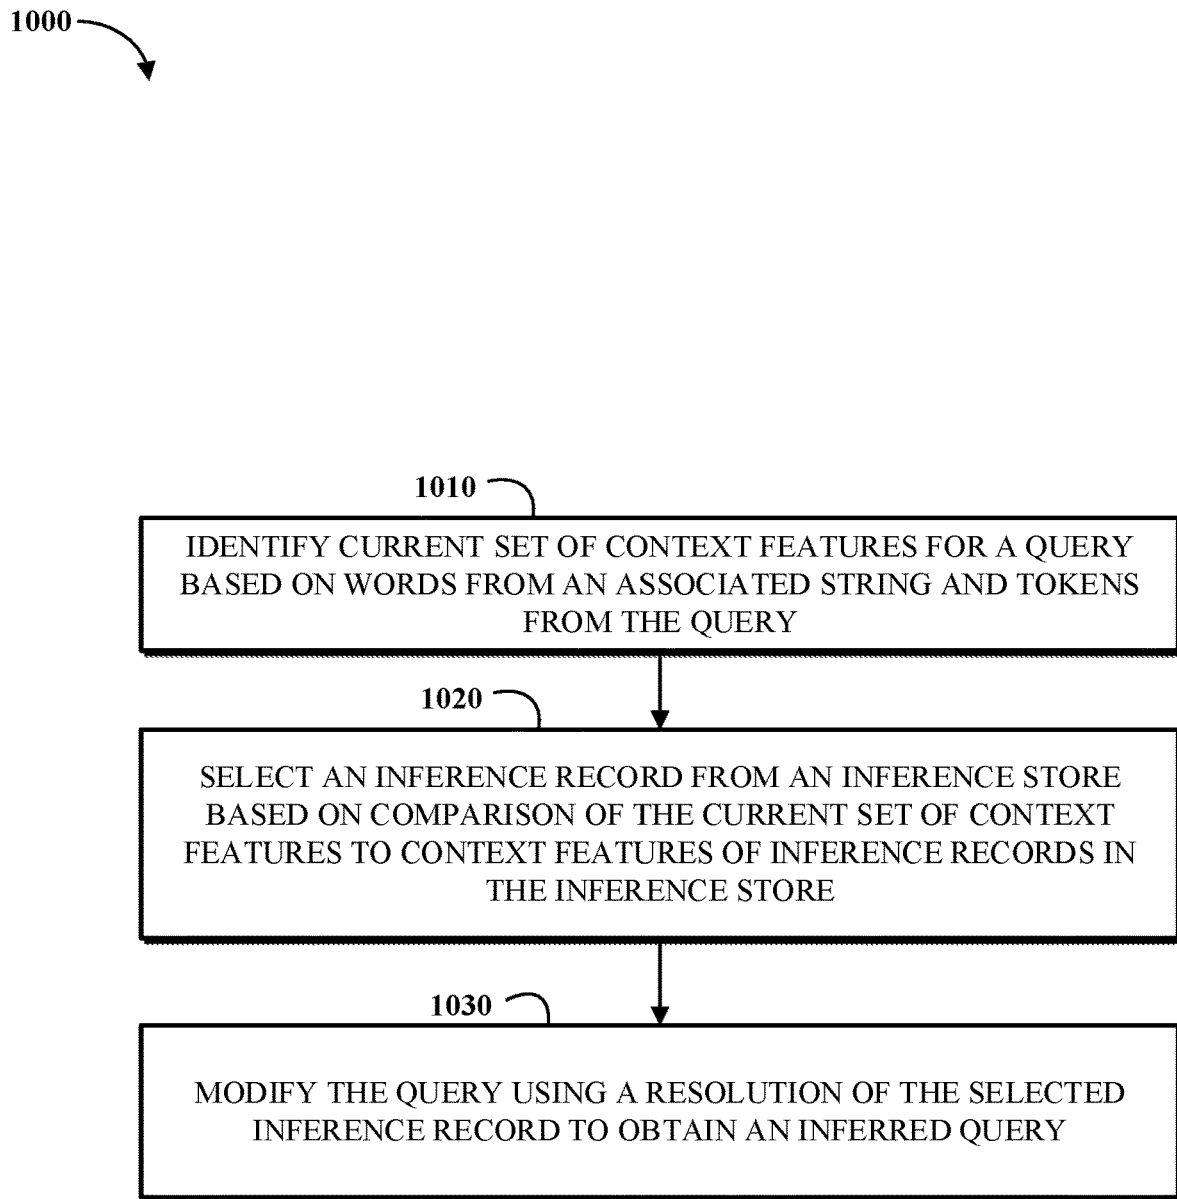 1000
1010
IDENTIFY CURRENT SET OF CONTEXT FEATURES FOR A QUERY
BASED ON WORDS FROM AN ASSOCIATED STRING AND TOKENS
FROM THE QUERY
1020
SELECT AN INFERENCE RECORD FROM AN INFERENCE STORE
BASED ON COMPARISON OF THE CURRENT SET OF CONTEXT
FEATURES TO CONTEXT FEATURES OF INFERENCE RECORDS IN
THE INFERENCE STORE
1030
MODIFY THE QUERY USING A RESOLUTION OF THE SELECTED
INFERENCE RECORD TO OBTAIN AN INFERRED QUERY